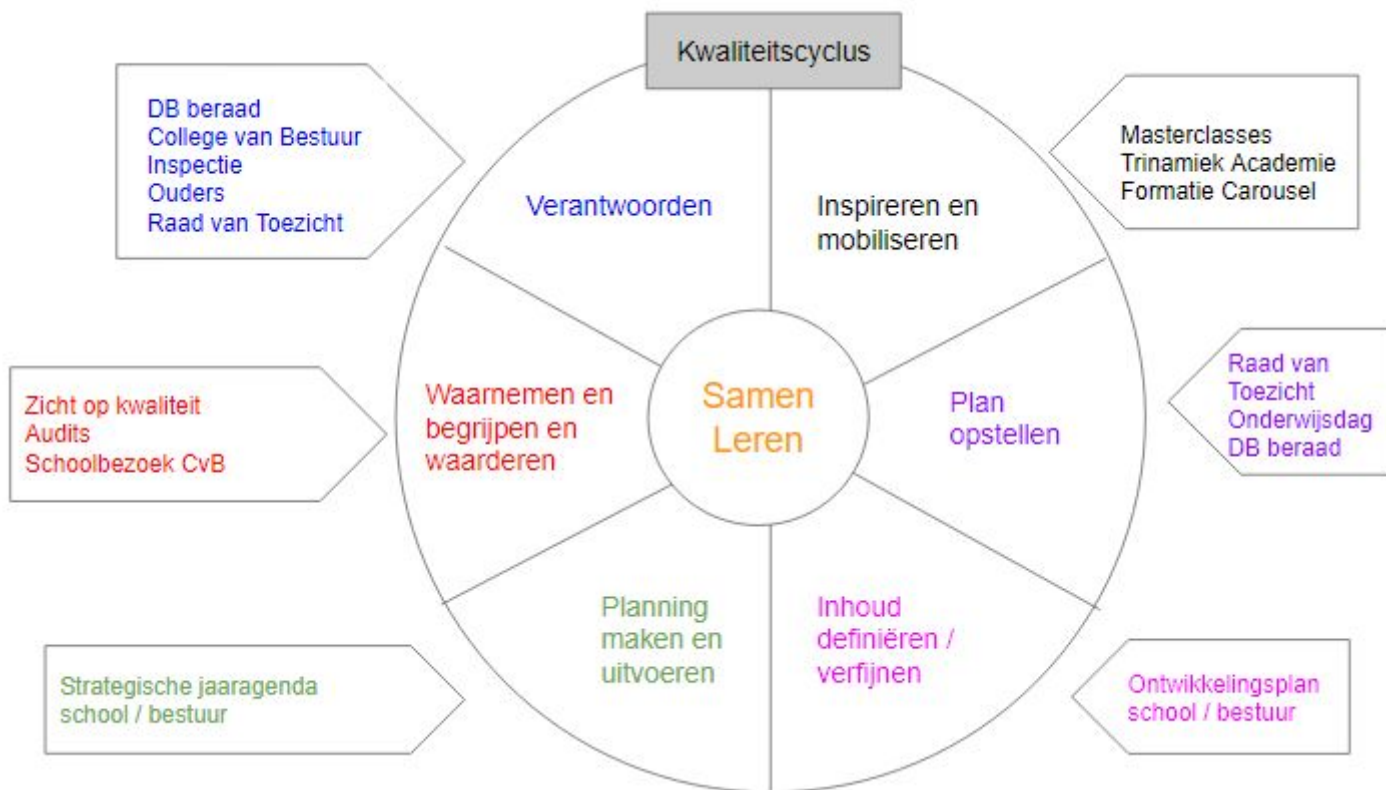 Kwaliteitscyclus
DB beraad
College van Bestuur
Inspectie
Ouders
Raad van Toezicht
Verantwoorden
Inspireren en
mobiliseren
Masterclasses
Trinamiek Academie
Formatie Carousel
Zicht op kwaliteit
Audits
Schoolbezoek CvB
Waarnemen en
begrijpen en
waarderen
Samen
Leren
Plan
opstellen
Raad van
Toezicht
Onderwijsdag
DB beraad
Strategische jaaragenda
school / bestuur
Planning
maken en
uitvoeren
Inhoud
definiëren /
verfijnen
Ontwikkelingsplan
school / bestuur